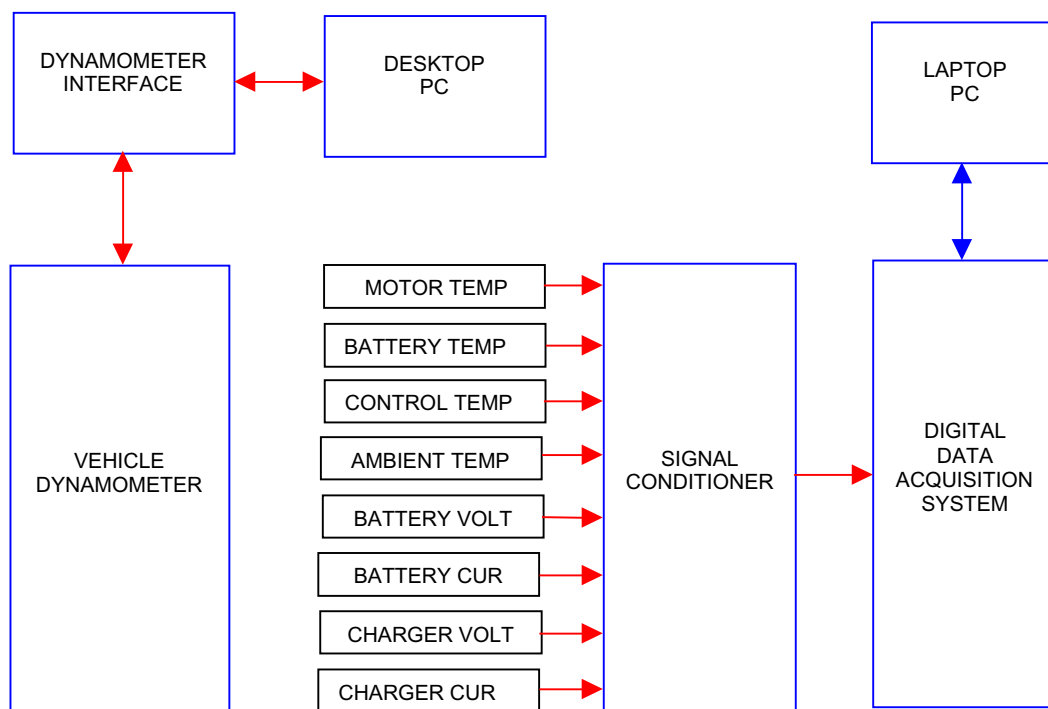 DYNAMOMETER
INTERFACE
DESKTOP
PC
LAPTOP
PC
VEHICLE
DYNAMOMETER
MOTOR TEMP
BATTERY TEMP
CONTROL TEMP
AMBIENT TEMP
BATTERY VOLT
BATTERY CUR
CHARGER VOLT
CHARGER CUR
SIGNAL
CONDITIONER
DIGITAL
DATA
ACQUISITION
SYSTEM